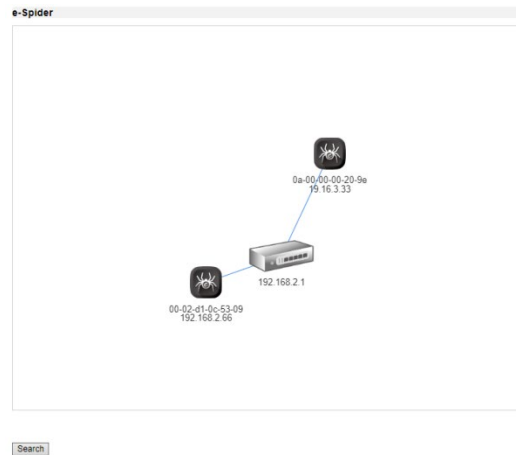 e-Spider
0a-00-00-00-20-9e
19.16.3.33
192.168.2.1
00-02-d1-0c-53-09
192.168.2.66
Search